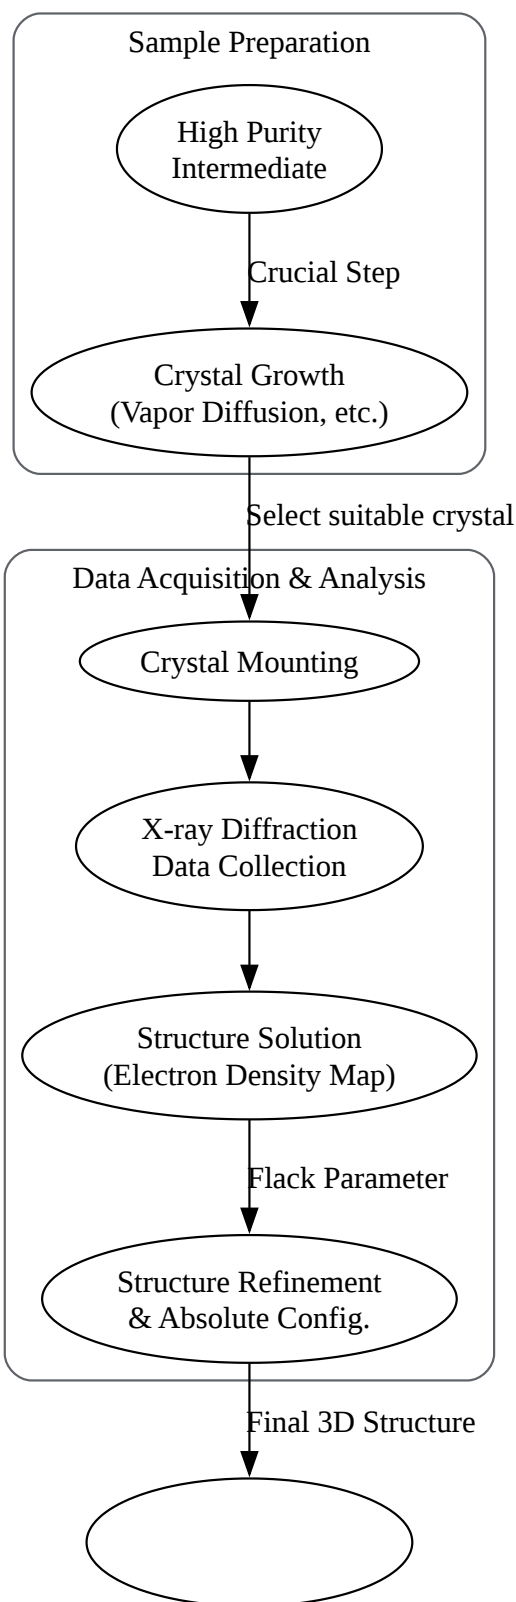 Sample Preparation
High Purity
Intermediate
Crucial Step
Crystal Growth
(Vapor Diffusion, etc.)
Select suitable crystal
Data Acquisition & Analysis
Crystal Mounting
X-ray Diffraction
Data Collection
Structure Solution
(Electron Density Map)
Flack Parameter
Structure Refinement
& Absolute Config.
Final 3D Structure